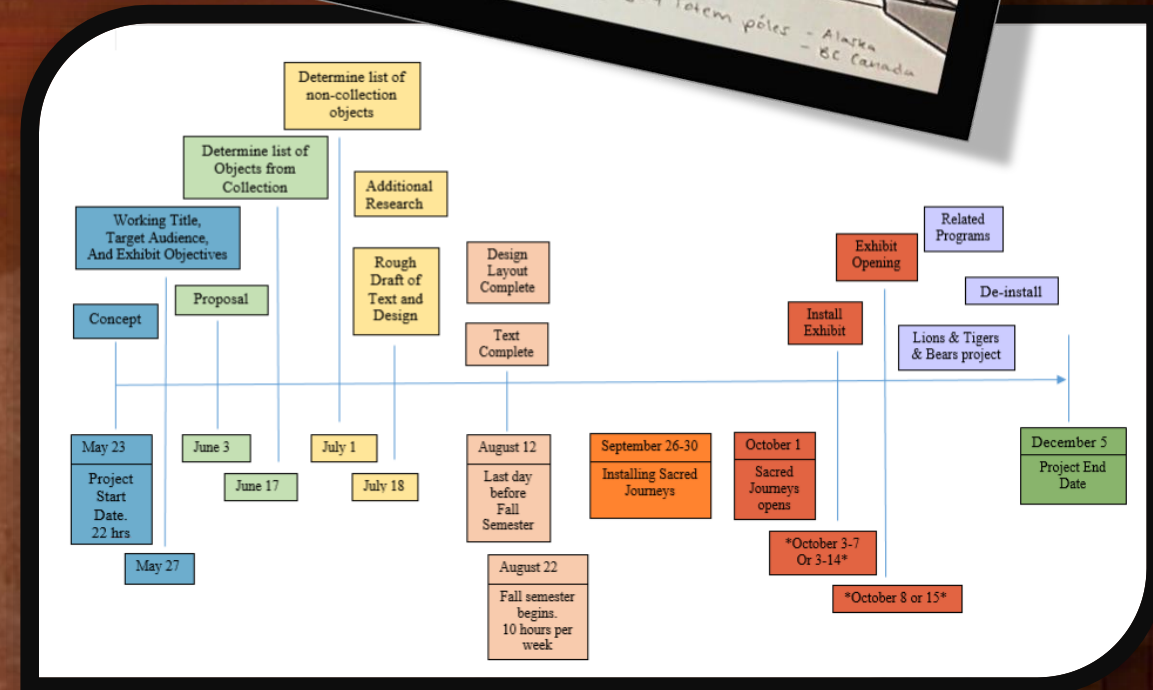 Totem poles - Alaska
- BC Canada
Determine list of
non-collection
objects
Determine list of
Objects from
Collection
Additional
Research
Working Title,
Target Audience,
And Exhibit Objectives
Related
Programs
Exhibit
Opening
Design
Layout
Complete
Rough
Draft of
Text and
Design
De-install
Proposal
Concept
Install
Exhibit
Text
Complete
Lions & Tigers
& Bears project
May 23
Project
Start
Date.
22 hrs
May 27
June 3
June 17
July 1
July 18
August 12
Last day
before
Fall
Semester
August 22
Fall semester
begins.
10 hours per
week
September 26-30
Installing Sacred
Journeys
October 1
Sacred
Journeys
opens
*October 3-7
Or 3-14*
*October 8 or 15*
December 5
Project End
Date